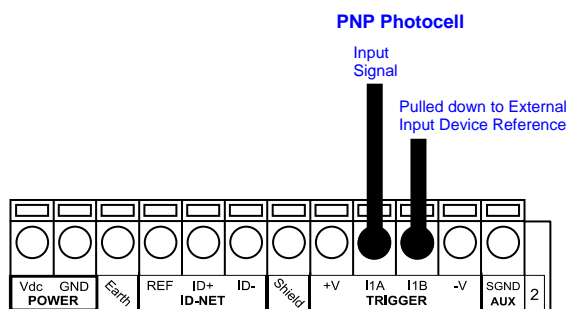 PNP Photocell
Input
Signal
Pulled down to External
Input Device Reference
Vdc GND Earth REF ID+ ID- Shield +V I1A I1B -V SGND 2
POWER ID-NET TRIGGER AUX